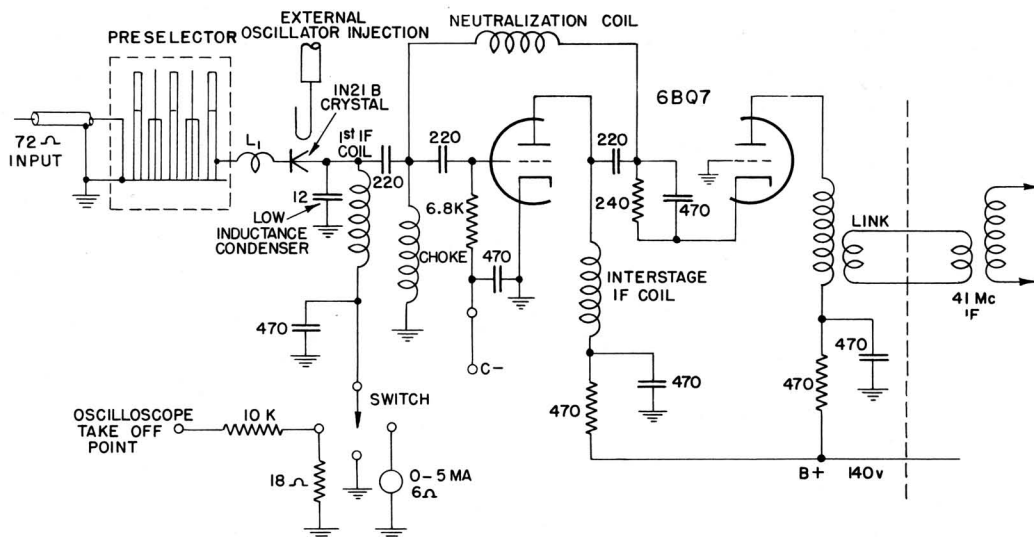 EXTERNAL
OSCILLATOR INJECTION
NEUTRALIZATION COIL
PRESELECTOR
1N21 B
CRYSTAL
6BQ7
72 Ω
INPUT
L1
1st IF
COIL
220
220
220
12
LOW
INDUCTANCE
CONDENSER
6.8K
470
CHOKE
240
470
INTERSTAGE
IF COIL
LINK
41 Mc
IF
470
C-
470
470
470
470
SWITCH
OSCILLOSCOPE
TAKE OFF
POINT
10 K
18 Ω
0-5 MA
6Ω
B+ 140v